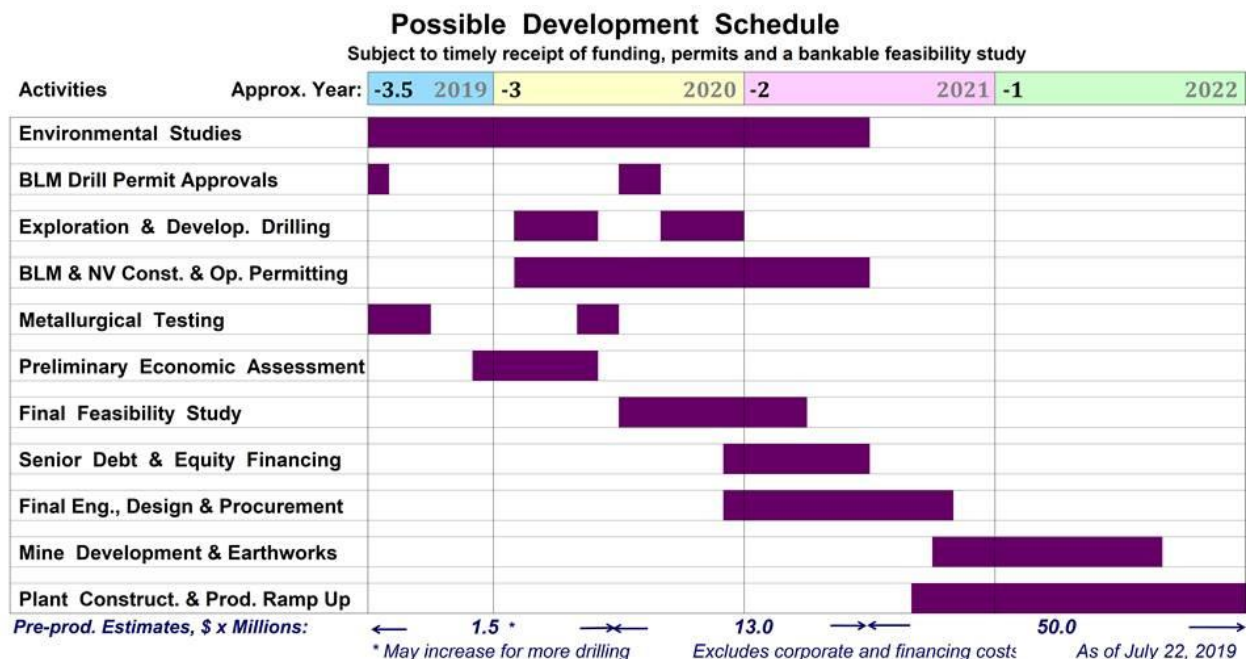 Possible Development Schedule
Subject to timely receipt of funding, permits and a bankable feasibility study
Activities Approx. Year: -3.5 2019 -3 2020 -2 2021 -1 2022
Environmental Studies
BLM Drill Permit Approvals
Exploration & Develop. Drilling
BLM & NV Const. & Op. Permitting
Metallurgical Testing
Preliminary Economic Assessment
Final Feasibility Study
Senior Debt & Equity Financing
Final Eng., Design & Procurement
Mine Development & Earthworks
Plant Construct. & Prod. Ramp Up
Pre-prod. Estimates, $ x Millions: 1.5 * 13.0 50.0
* May increase for more drilling Excludes corporate and financing costs As of July 22, 2019